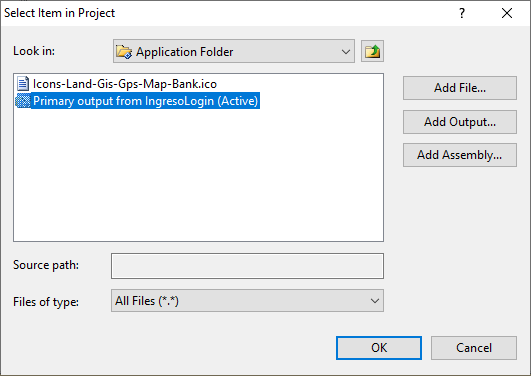 Select Item in Project
Look in:
Application Folder
Icons-Land-Gis-Gps-Map-Bank.ico
Primary output from IngresoLogin (Active)
Add File...
Add Output...
Add Assembly...
Source path:
Files of type:
All Files (*.*)
OK
Cancel